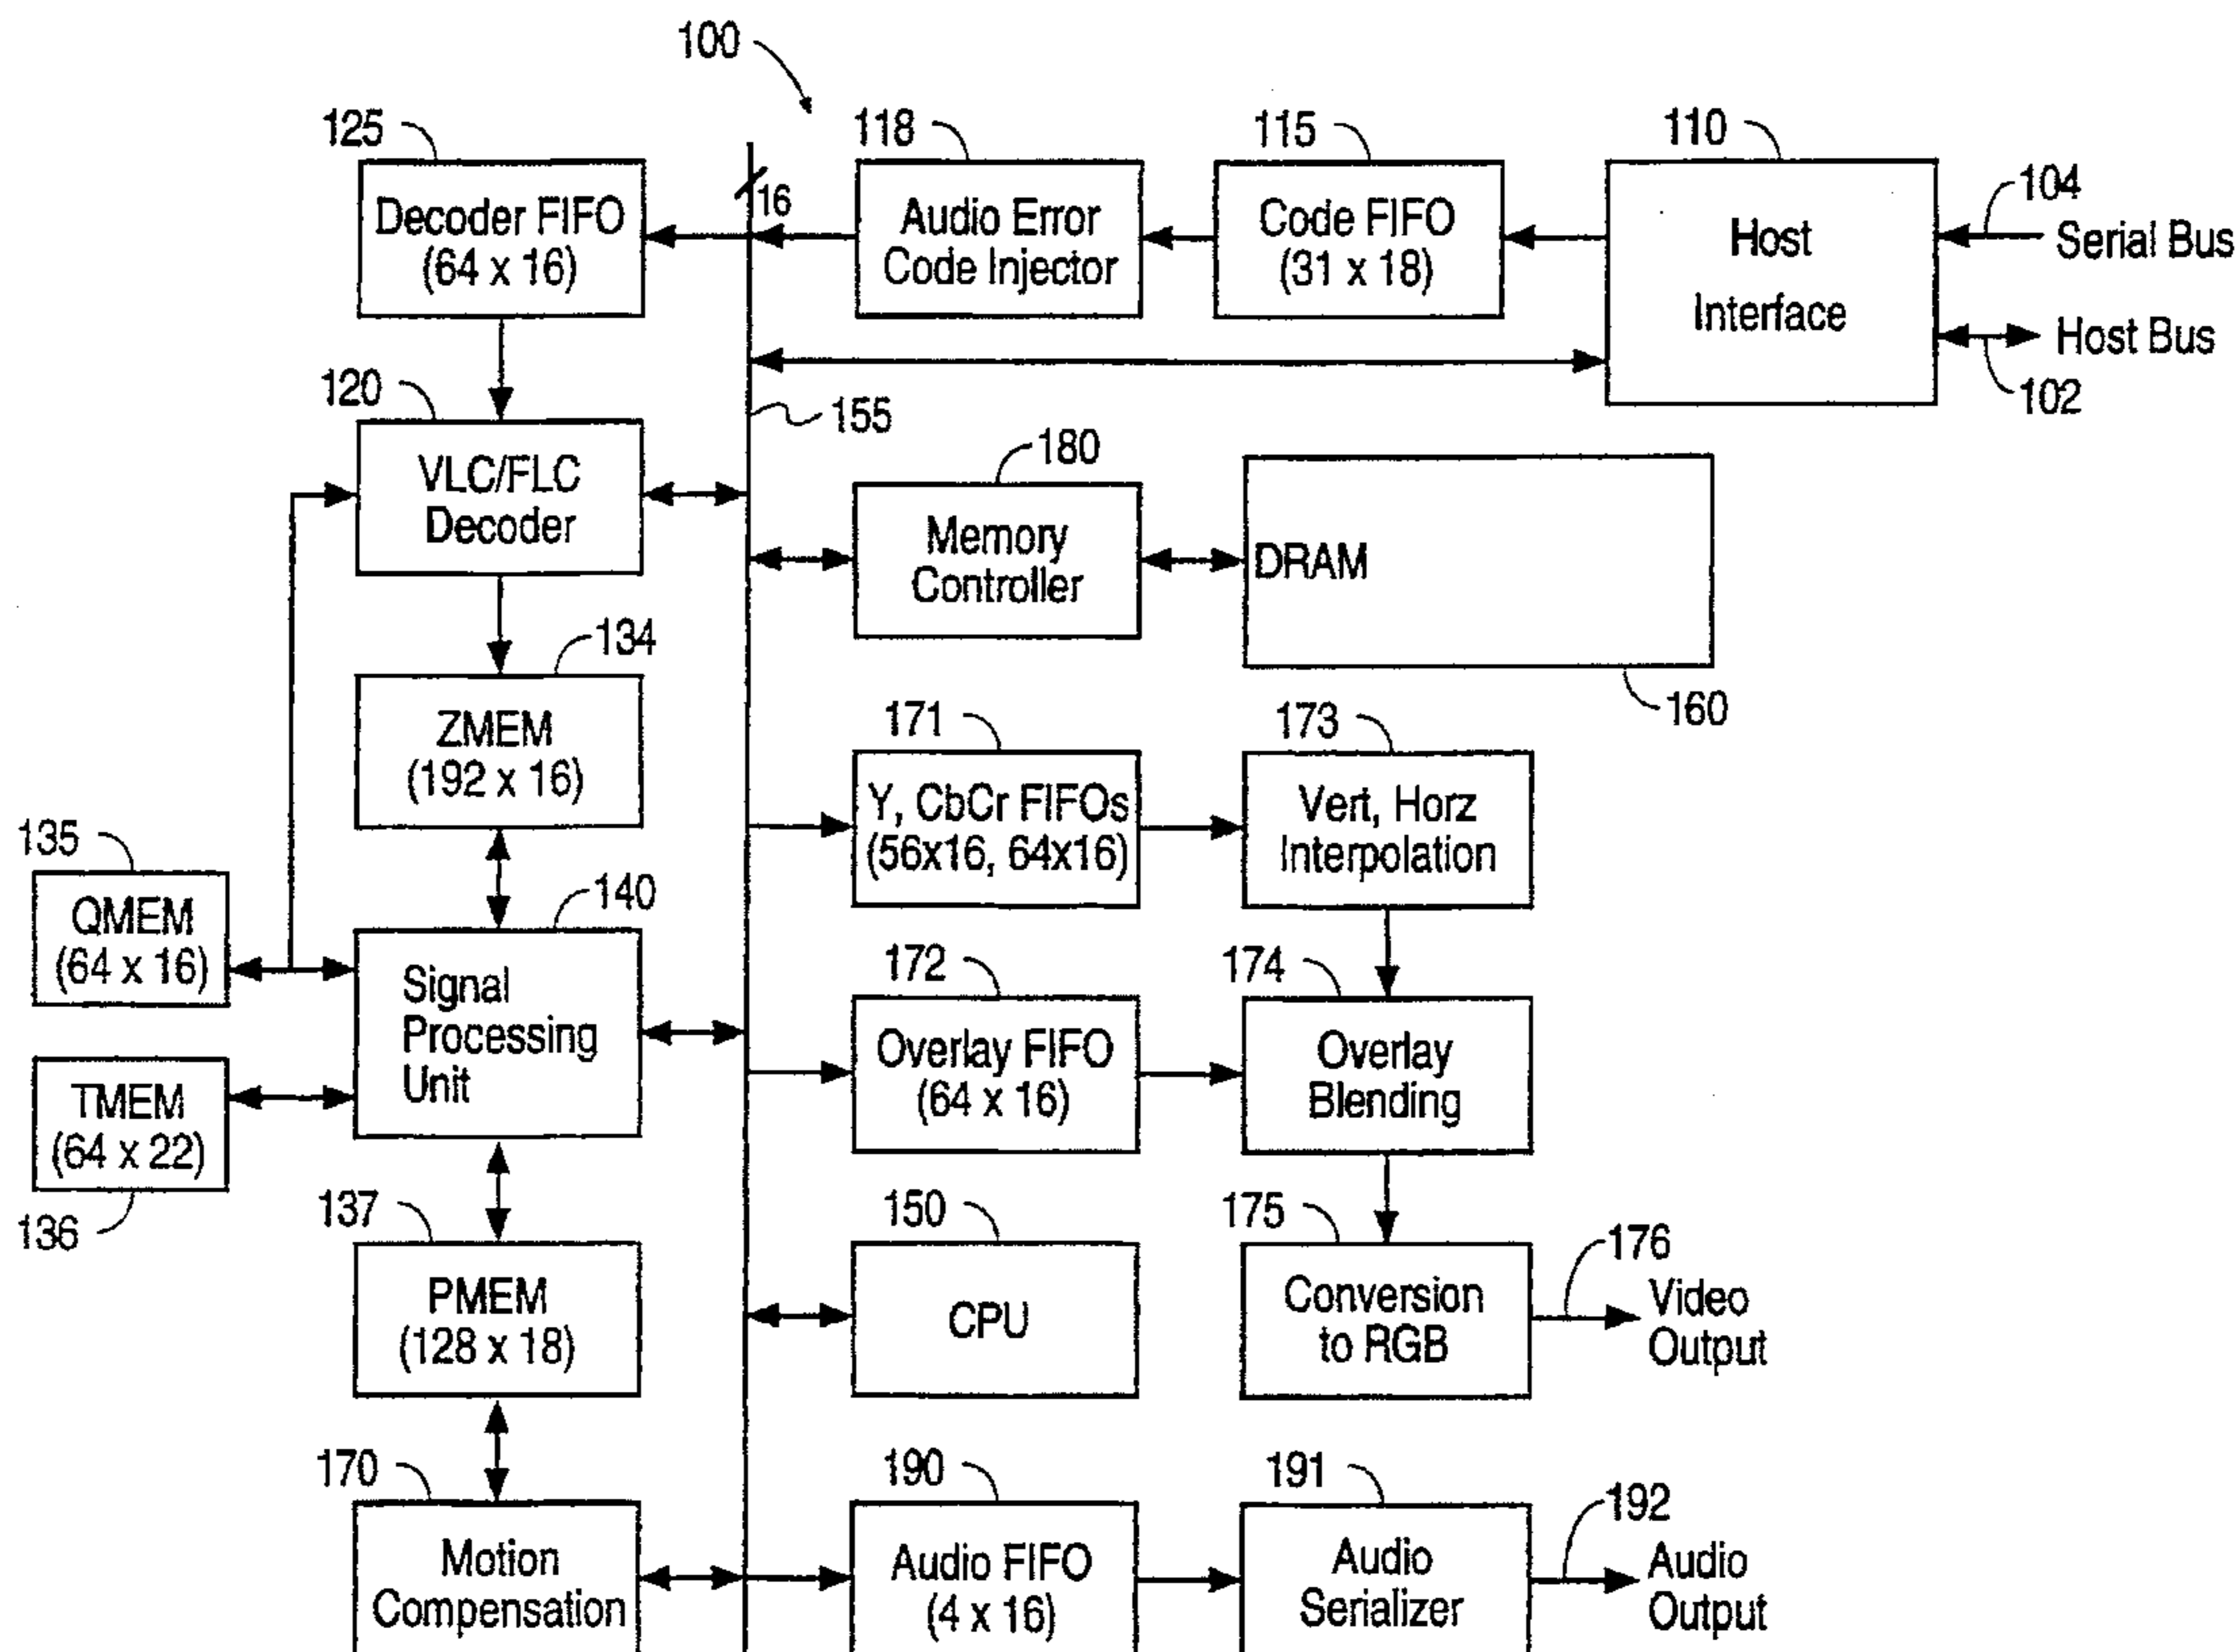 100
125
118
115
110
Decoder FIFO
(64 x 16)
16
Audio Error
Code Injector
Code FIFO
(31 x 18)
Host
Interface
104
Serial Bus
Host Bus
102
120
155
VLC/FLC
Decoder
180
Memory
Controller
DRAM
160
134
ZMEM
(192 x 16)
171
Y, CbCr FIFOs
(56x16, 64x16)
173
Vert, Horz
Interpolation
135
QMEM
(64 x 16)
140
Signal
Processing
Unit
172
Overlay FIFO
(64 x 16)
174
Overlay
Blending
TMEM
(64 x 22)
136
137
PMEM
(128 x 18)
150
CPU
175
Conversion
to RGB
176
Video
Output
170
Motion
Compensation
190
Audio FIFO
(4 x 16)
191
Audio
Serializer
192
Audio
Output